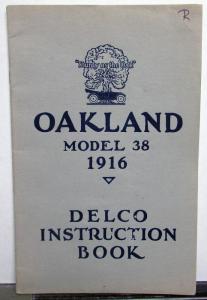 R
"Sturdy as the Oak"
OAKLAND
MODEL 38
1916
DELCO
INSTRUCTION
BOOK